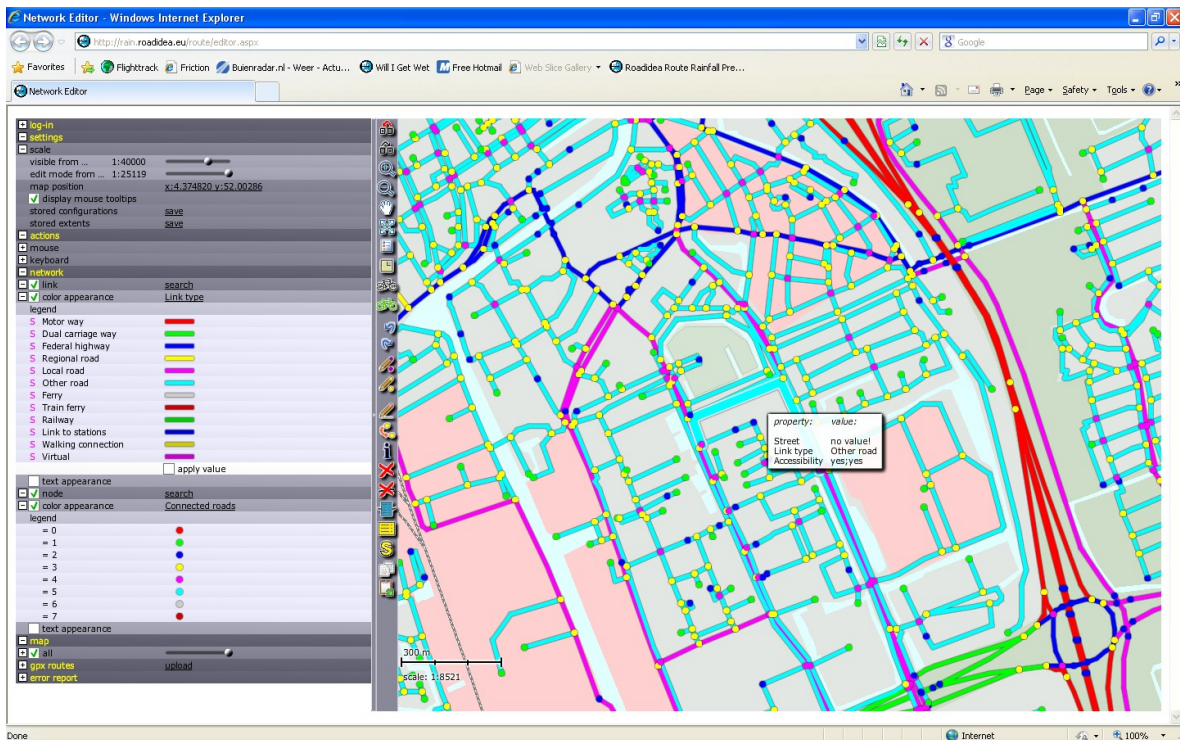 Network Editor - Windows Internet Explorer
http://rain.roadidea.eu/route/editor.aspx
Google
Favorites Flighttrack Friction Buienradar.nl - Weer - Actu... Will I Get Wet Free Hotmail Web Slice Gallery Roadidea Route Rainfall Pre...
Network Editor
Page Safety Tools
log-in
settings
scale
visible from ... 1:40000
edit mode from ... 1:25119
map position x:4.374820 y:52.00286
display mouse tooltips
stored configurations save
stored extents save
actions
mouse
keyboard
network
link search
color appearance Link type
legend
S Motor way
S Dual carriage way
S Federal highway
S Regional road
S Local road
S Other road
S Ferry
S Train ferry
S Railway
S Link to stations
S Walking connection
S Virtual
apply value
text appearance
node search
color appearance Connected roads
legend
= 0
= 1
= 2
= 3
= 4
= 5
= 6
= 7
text appearance
map
all
gpx routes upload
error report
property: value:
Street no value!
Link type Other road
Accessibility yes;yes
300 m
scale: 1:8521
Done
Internet
100%